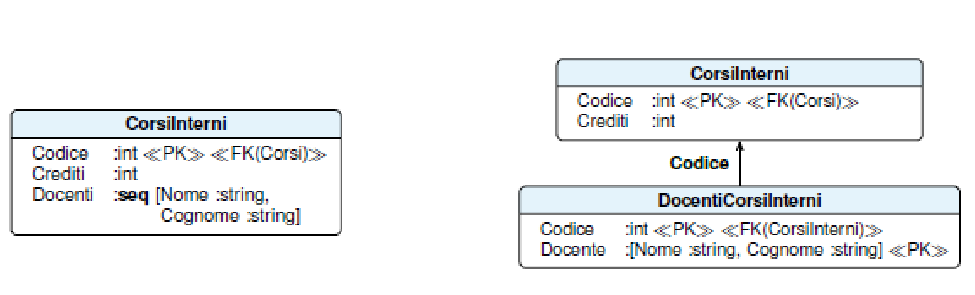 CorsiInterni
Codice :int ≪PK≫ ≪FK(Corsi)≫
Crediti :int
Docenti :seq [Nome :string,
Cognome :string]
CorsiInterni
Codice :int ≪PK≫ ≪FK(Corsi)≫
Crediti :int
Codice
DocentiCorsiInterni
Codice :int ≪PK≫ ≪FK(CorsiInterni)≫
Docente :[Nome :string, Cognome :string] ≪PK≫